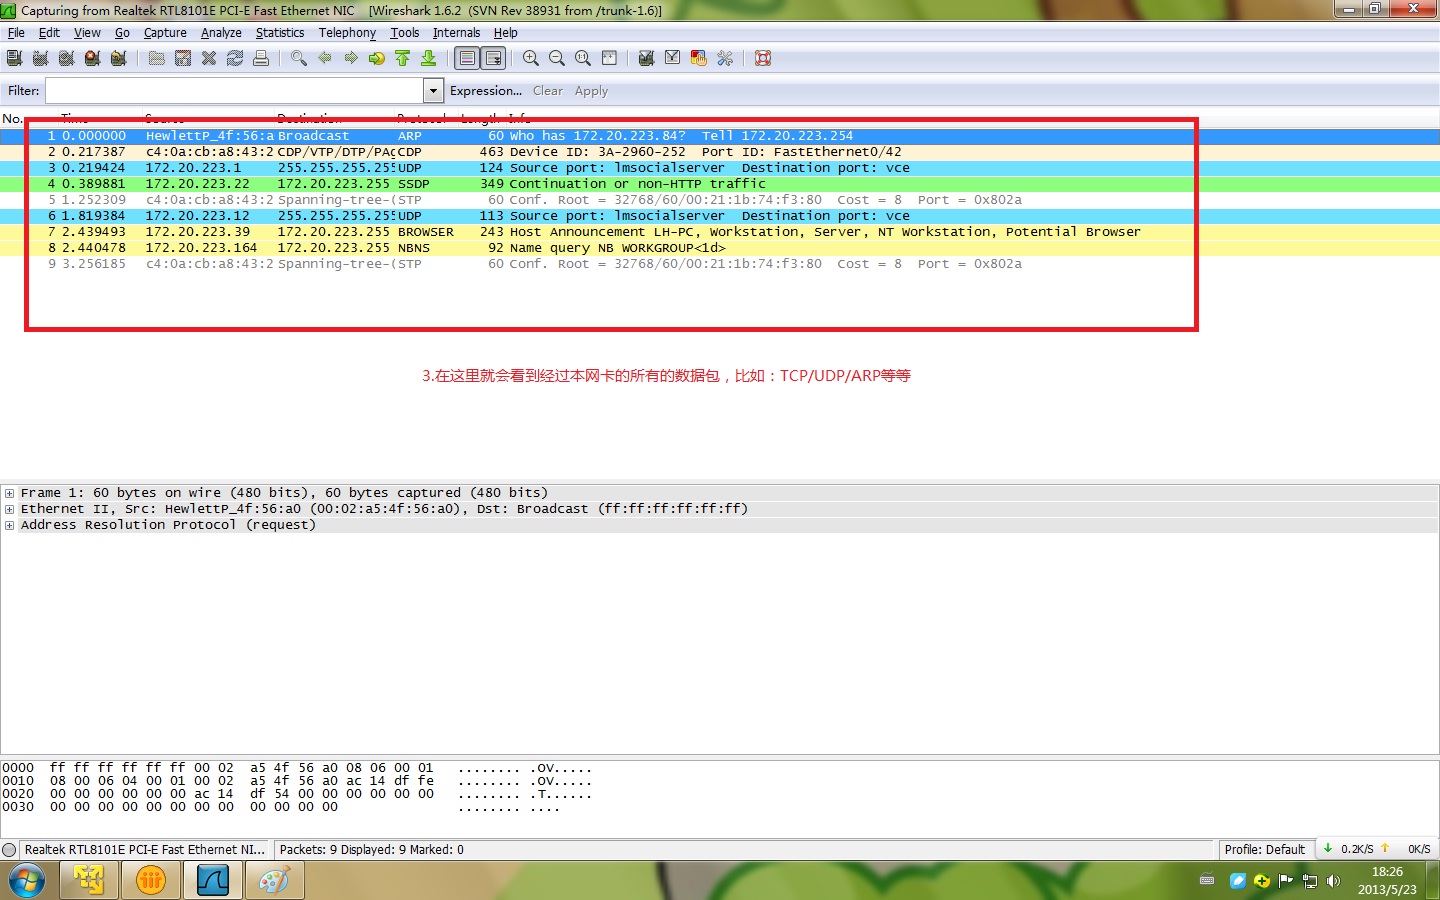 Capturing from Realtek RTL8101E PCI-E Fast Ethernet NIC   [Wireshark 1.6.2  (SVN Rev 38931 from /trunk-1.6)]
File Edit View Go Capture Analyze Statistics Telephony Tools Internals Help
Filter: Expression... Clear Apply
No. Time Source Destination Protocol Length Info
1 0.000000 HewlettP_4f:56:a Broadcast ARP 60 Who has 172.20.223.84?  Tell 172.20.223.254
2 0.217387 c4:0a:cb:a8:43:2 CDP/VTP/DTP/PAg CDP 463 Device ID: 3A-2960-252  Port ID: FastEthernet0/42
3 0.219424 172.20.223.1 255.255.255.255 UDP 124 Source port: lmsocialserver  Destination port: vce
4 0.389881 172.20.223.22 172.20.223.255 SSDP 349 Continuation or non-HTTP traffic
5 1.252309 c4:0a:cb:a8:43:2 Spanning-tree-( STP 60 Conf. Root = 32768/60/00:21:1b:74:f3:80  Cost = 8  Port = 0x802a
6 1.819384 172.20.223.12 255.255.255.255 UDP 113 Source port: lmsocialserver  Destination port: vce
7 2.439493 172.20.223.39 172.20.223.255 BROWSER 243 Host Announcement LH-PC, Workstation, Server, NT Workstation, Potential Browser
8 2.440478 172.20.223.164 172.20.223.255 NBNS 92 Name query NB WORKGROUP<1d>
9 3.256185 c4:0a:cb:a8:43:2 Spanning-tree-( STP 60 Conf. Root = 32768/60/00:21:1b:74:f3:80  Cost = 8  Port = 0x802a
3.在这里就会看到经过本网卡的所有的数据包，比如：TCP/UDP/ARP等等
Frame 1: 60 bytes on wire (480 bits), 60 bytes captured (480 bits)
Ethernet II, Src: HewlettP_4f:56:a0 (00:02:a5:4f:56:a0), Dst: Broadcast (ff:ff:ff:ff:ff:ff)
Address Resolution Protocol (request)
0000  ff ff ff ff ff ff 00 02  a5 4f 56 a0 08 06 00 01   ........ .OV.....
0010  08 00 06 04 00 01 00 02  a5 4f 56 a0 ac 14 df fe   ........ .OV.....
0020  00 00 00 00 00 00 ac 14  df 54 00 00 00 00 00 00   ........ .T......
0030  00 00 00 00 00 00 00 00  00 00 00 00   ........ ....
Realtek RTL8101E PCI-E Fast Ethernet NI... Packets: 9 Displayed: 9 Marked: 0 Profile: Default 0.2K/S 0K/S
18:26
2013/5/23